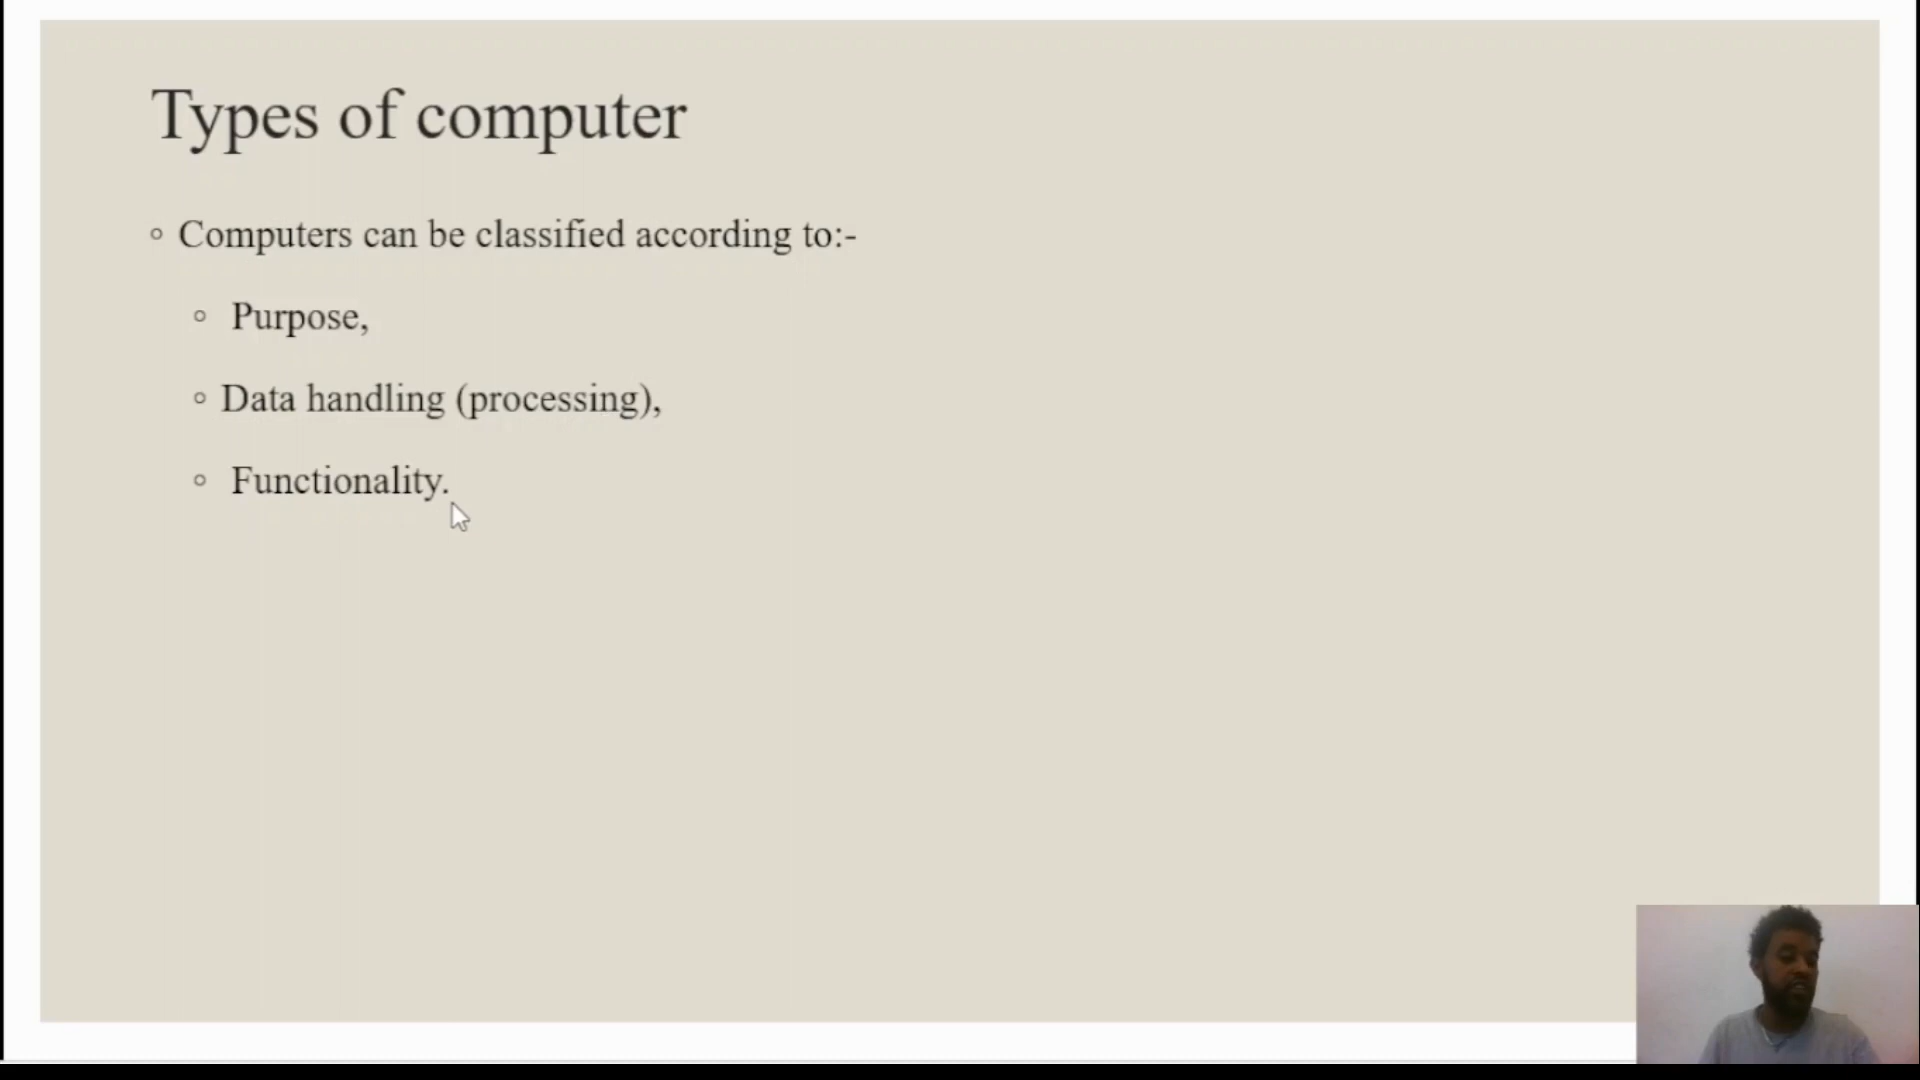 Types of computer
◦ Computers can be classified according to:-
◦ Purpose,
◦ Data handling (processing),
◦ Functionality.